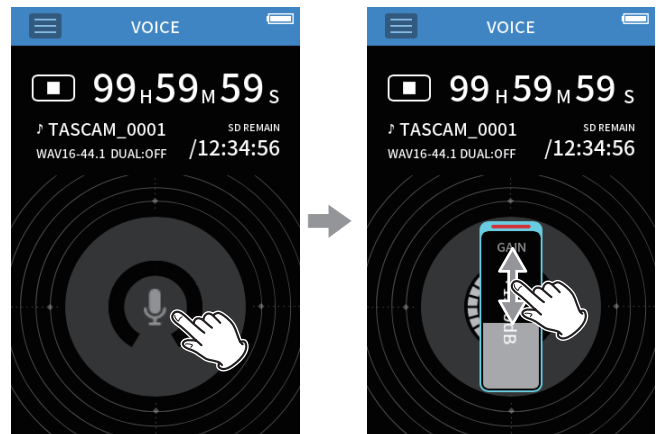 VOICE
99H59M59S
♪ TASCAM_0001
SD REMAIN
WAV16-44.1 DUAL:OFF
/12:34:56
VOICE
99H59M59S
♪ TASCAM_0001
SD REMAIN
WAV16-44.1 DUAL:OFF
/12:34:56
GAIN
dB